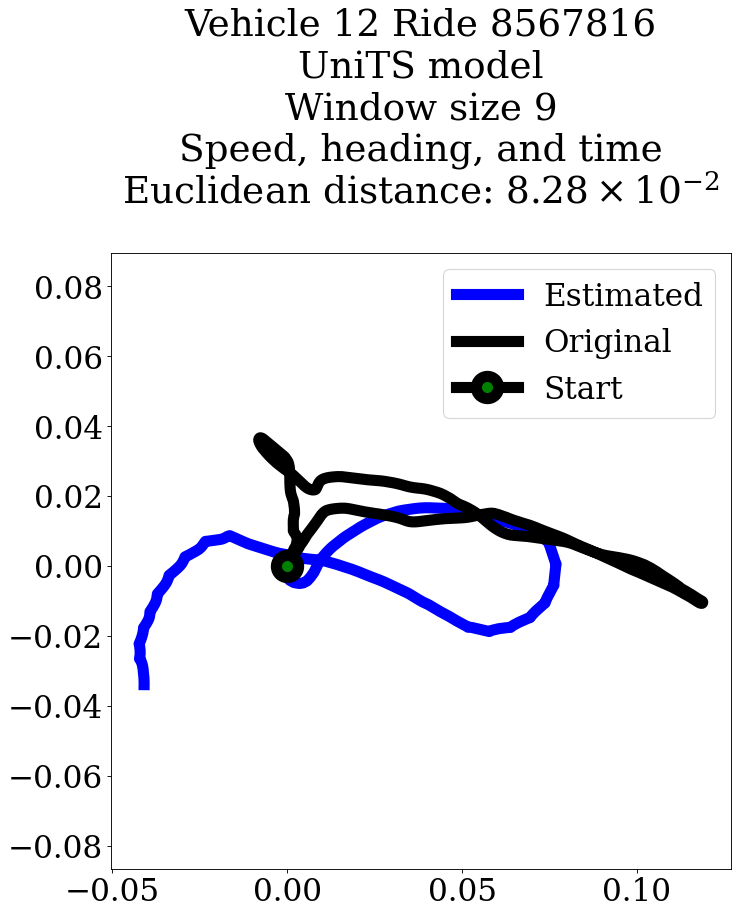 Vehicle 12 Ride 8567816
UniTS model
Window size 9
Speed, heading, and time
Euclidean distance: 8.28 × 10⁻²
Estimated
Original
Start
0.08
0.06
0.04
0.02
0.00
−0.02
−0.04
−0.06
−0.08
−0.05 0.00 0.05 0.10